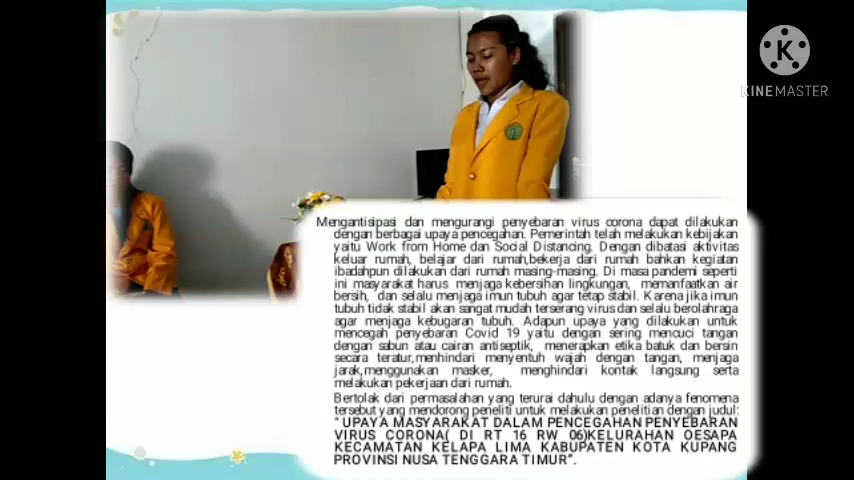 KINEMASTER
Mengantisipasi dan mengurangi penyebaran virus corona dapat dilakukan
dengan berbagai upaya pencegahan. Pemerintah telah melakukan kebijakan
yaitu Work from Home dan Social Distancing. Dengan dibatasi aktivitas
keluar rumah, belajar dari rumah,bekerja dari rumah bahkan kegiatan
ibadahpun dilakukan dari rumah masing-masing. Di masa pandemi seperti
ini masyarakat harus menjaga kebersihan lingkungan, memanfaatkan air
bersih, dan selalu menjaga imun tubuh agar tetap stabil. Karena jika imun
tubuh tidak stabil akan sangat mudah terserang virus dan selalu berolahraga
agar menjaga kebugaran tubuh. Adapun upaya yang dilakukan untuk
mencegah penyebaran Covid 19 yaitu dengan sering mencuci tangan
dengan sabun atau cairan antiseptik, menerapkan etika batuk dan bersin
secara teratur,menhindari menyentuh wajah dengan tangan, menjaga
jarak,menggunakan masker, menghindari kontak langsung serta
melakukan pekerjaan dari rumah.
Bertolak dari permasalahan yang terurai dahulu dengan adanya fenomena
tersebut yang mendorong peneliti untuk melakukan penelitian dengan judul:
" UPAYA MASYARAKAT DALAM PENCEGAHAN PENYEBARAN
VIRUS CORONA( DI RT 16 RW 06)KELURAHAN OESAPA
KECAMATAN KELAPA LIMA KABUPATEN KOTA KUPANG
PROVINSI NUSA TENGGARA TIMUR".